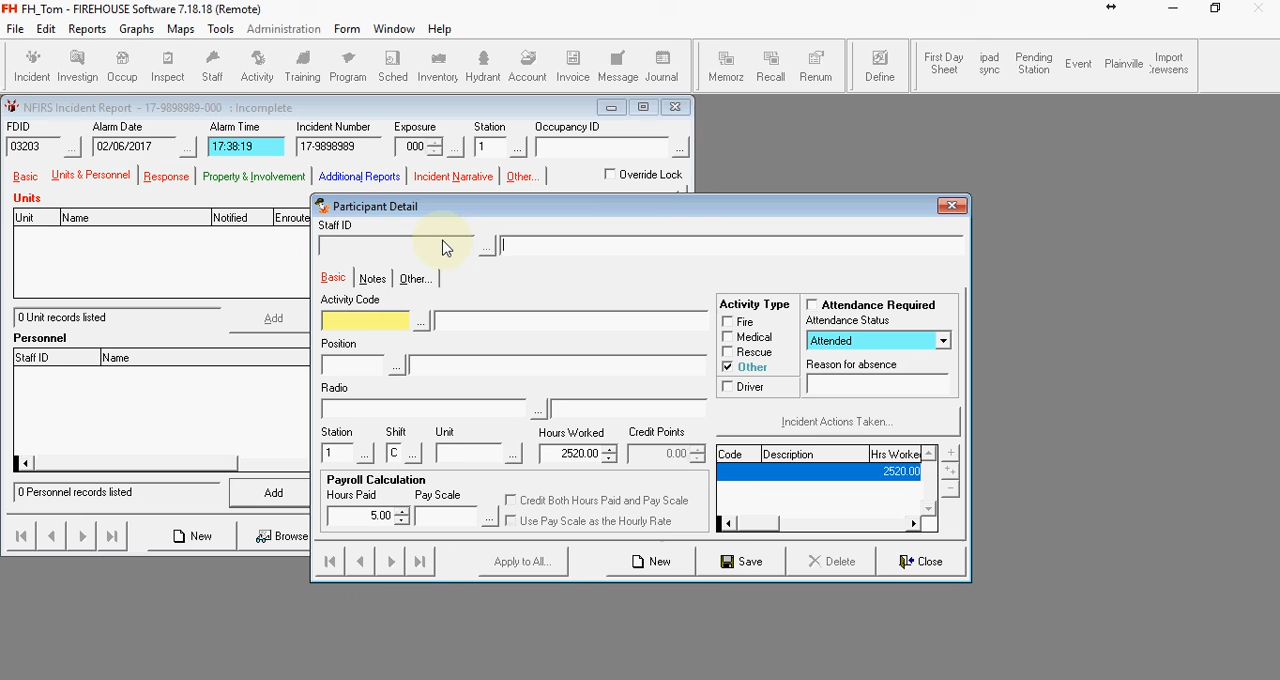 FH FH_Tom - FIREHOUSE Software 7.18.18 (Remote)
File Edit Reports Graphs Maps Tools Administration Form Window Help
Incident Investign Occup Inspect Staff Activity Training Program Sched Inventory Hydrant Account Invoice Message Journal Memorz Recall Renum Define First Day Sheet ipad sync Pending Station Event Plainville Import
NFIRS Incident Report - 17-9898989-000 : Incomplete
FDID Alarm Date Alarm Time Incident Number Exposure Station Occupancy ID
03203 ... 02/06/2017 ... 17:38:19 17-9898989 000 ... 1 ... ...
Basic Units & Personnel Response Property & Involvement Additional Reports Incident Narrative Other... Override Lock
Units
Unit Name Notified Enroute
0 Unit records listed Add
Personnel
Staff ID Name
0 Personnel records listed Add
New Browse
Participant Detail
Staff ID
...
Basic Notes Other...
Activity Code
...
Position
...
Radio
...
Station Shift Unit Hours Worked Credit Points
1 ... C ... ... 2520.00 0.00
Payroll Calculation
Hours Paid Pay Scale
5.00 ...
Credit Both Hours Paid and Pay Scale
Use Pay Scale as the Hourly Rate
Activity Type
Fire
Medical
Rescue
Other
Driver
Attendance Required
Attendance Status
Attended
Reason for absence
Incident Actions Taken...
Code Description Hrs Worke
2520.00
Apply to All... New Save Delete Close